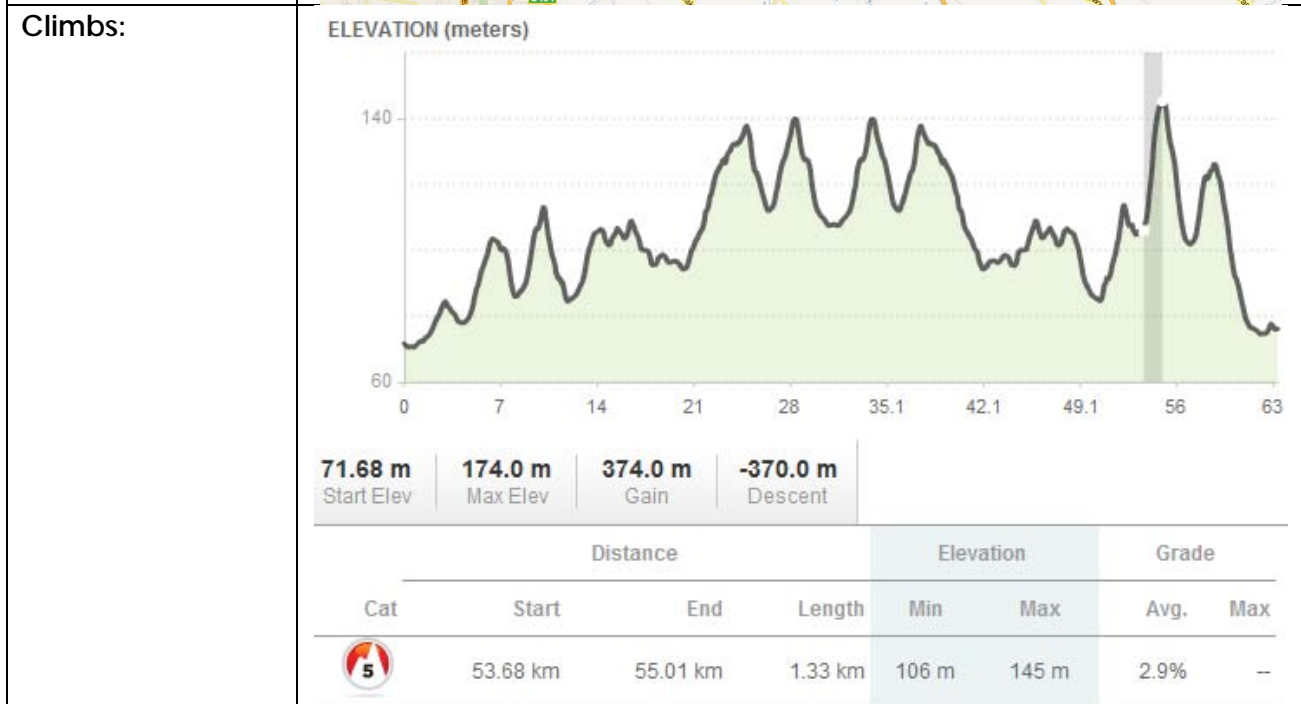 Climbs:
ELEVATION (meters)
140
60
0 7 14 21 28 35.1 42.1 49.1 56 63
71.68 m 174.0 m 374.0 m -370.0 m
Start Elev Max Elev Gain Descent
Distance Elevation Grade
Cat Start End Length Min Max Avg. Max
5 53.68 km 55.01 km 1.33 km 106 m 145 m 2.9% --